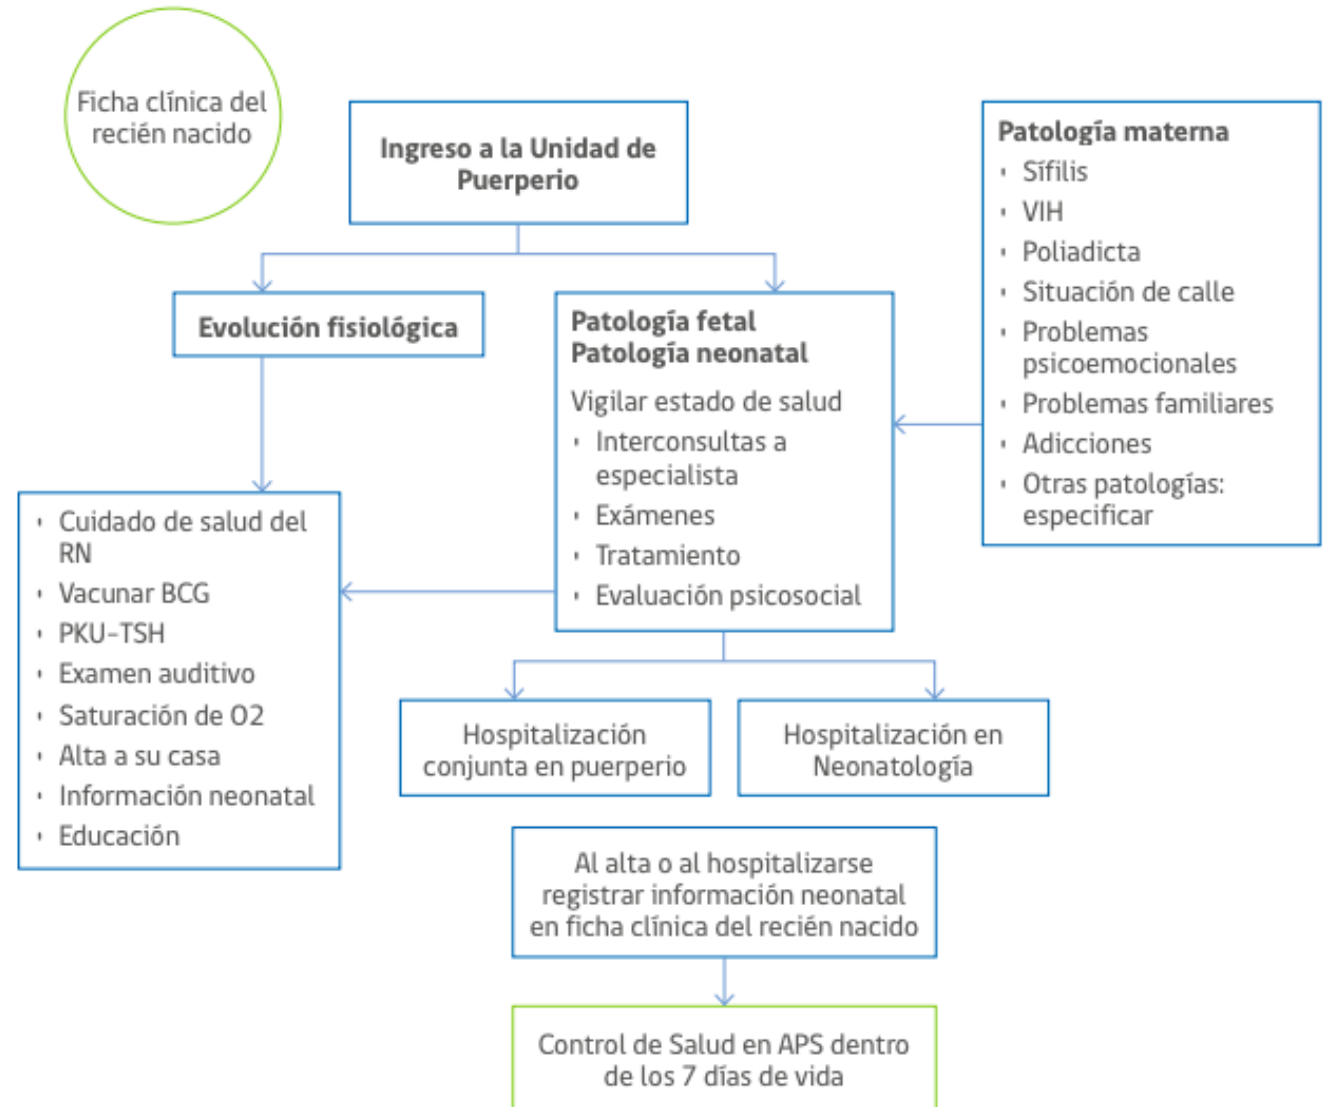 Ficha clínica del
recién nacido
Ingreso a la Unidad de
Puerperio
Patología materna
• Sífilis
• VIH
• Poliadicta
• Situación de calle
• Problemas
psicoemocionales
• Problemas familiares
• Adicciones
• Otras patologías:
especificar
Evolución fisiológica
Patología fetal
Patología neonatal
Vigilar estado de salud
• Interconsultas a
especialista
• Exámenes
• Tratamiento
• Evaluación psicosocial
• Cuidado de salud del
RN
• Vacunar BCG
• PKU-TSH
• Examen auditivo
• Saturación de O2
• Alta a su casa
• Información neonatal
• Educación
Hospitalización
conjunta en puerperio
Hospitalización en
Neonatología
Al alta o al hospitalizarse
registrar información neonatal
en ficha clínica del recién nacido
Control de Salud en APS dentro
de los 7 días de vida